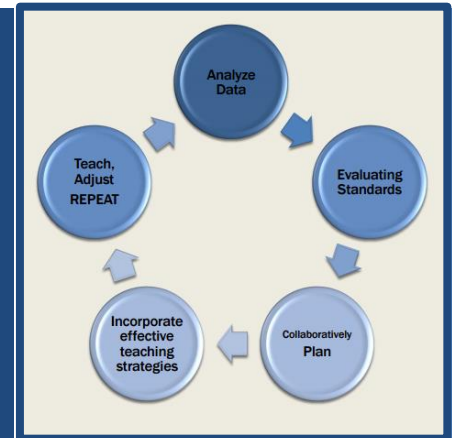 Analyze
Data
Evaluating
Standards
Collaboratively
Plan
Incorporate
effective
teaching
strategies
Teach,
Adjust
REPEAT